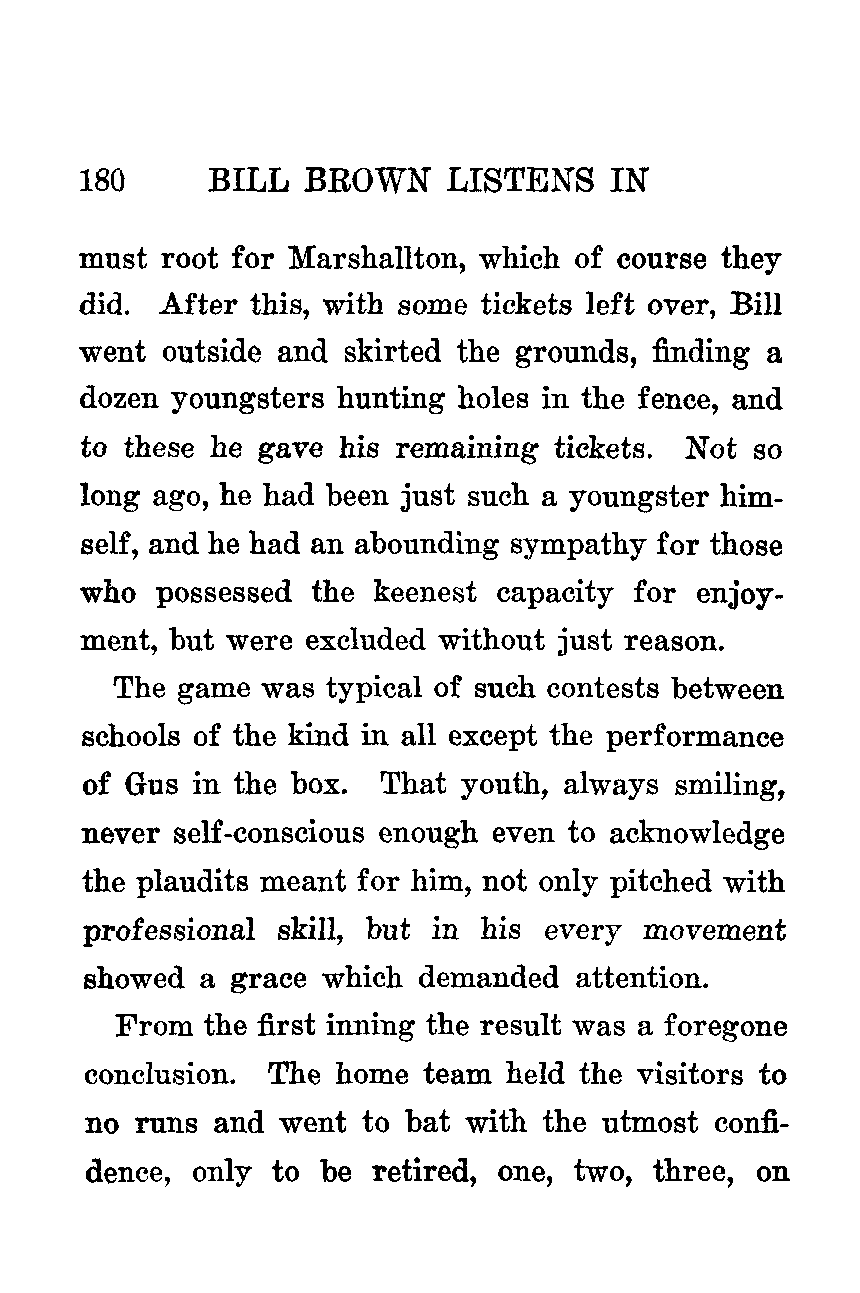 180 BILL BROWN LISTENS IN
must root for Marshallton, which of course they
did. After this, with some tickets left over, Bill
went outside and skirted the grounds, finding a
dozen youngsters hunting holes in the fence, and
to these he gave his remaining tickets. Not so
long ago, he had been just such a youngster him-
self, and he had an abounding sympathy for those
who possessed the keenest capacity for enjoy-
ment, but were excluded without just reason.
The game was typical of such contests between
schools of the kind in all except the performance
of Gus in the box. That youth, always smiling,
never self-conscious enough even to acknowledge
the plaudits meant for him, not only pitched with
professional skill, but in his every movement
showed a grace which demanded attention.
From the first inning the result was a foregone
conclusion. The home team held the visitors to
no runs and went to bat with the utmost confi-
dence, only to be retired, one, two, three, on